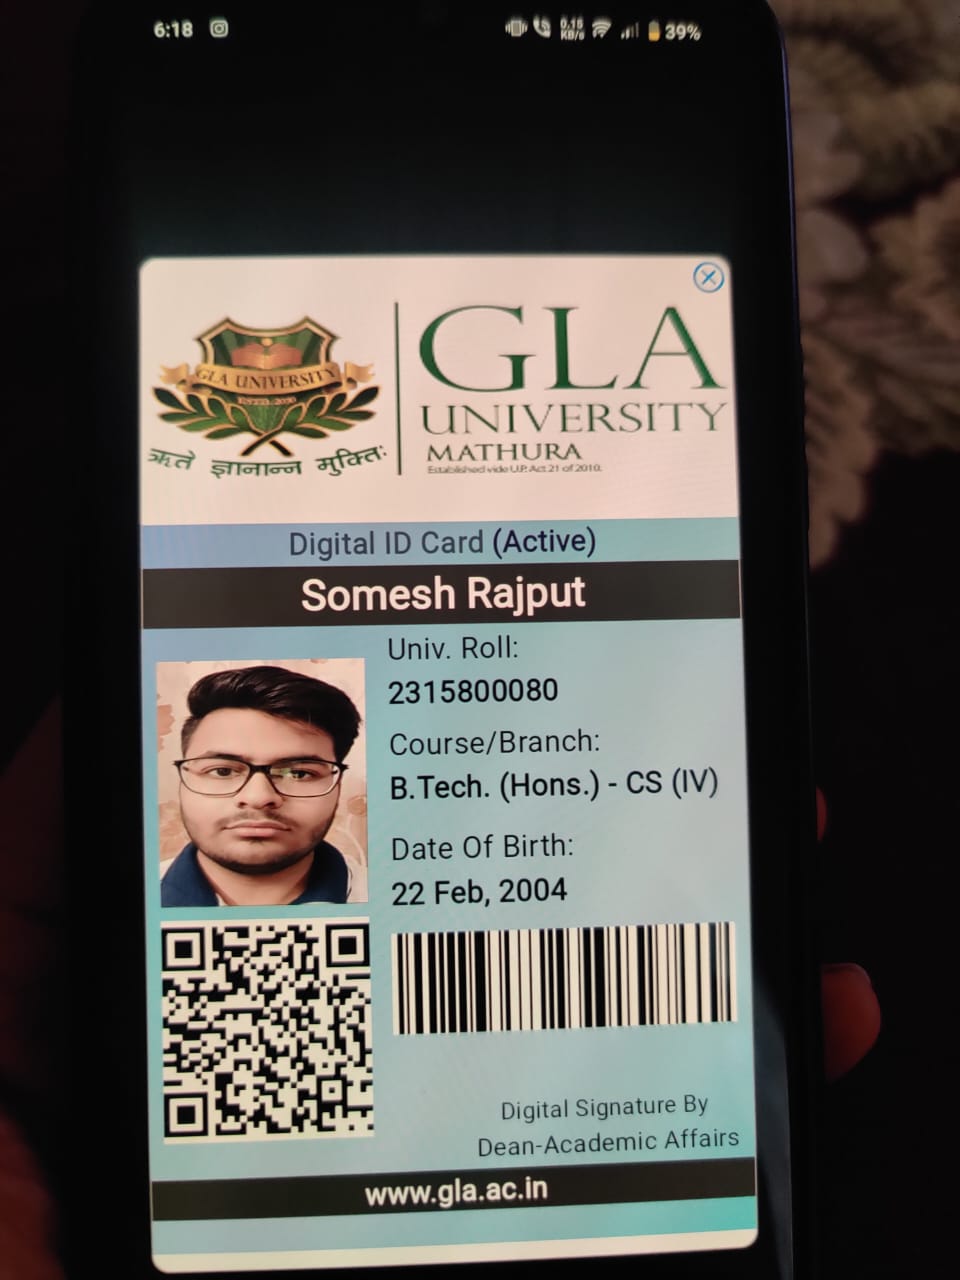 6:18
0.15
KB/s
39%
GLA UNIVERSITY
ऋते ज्ञानान्न मुक्तिः
GLA
UNIVERSITY
MATHURA
Established vide U.P. Act 21 of 2010.
Digital ID Card (Active)
Somesh Rajput
Univ. Roll:
2315800080
Course/Branch:
B.Tech. (Hons.) - CS (IV)
Date Of Birth:
22 Feb, 2004
Digital Signature By
Dean-Academic Affairs
www.gla.ac.in